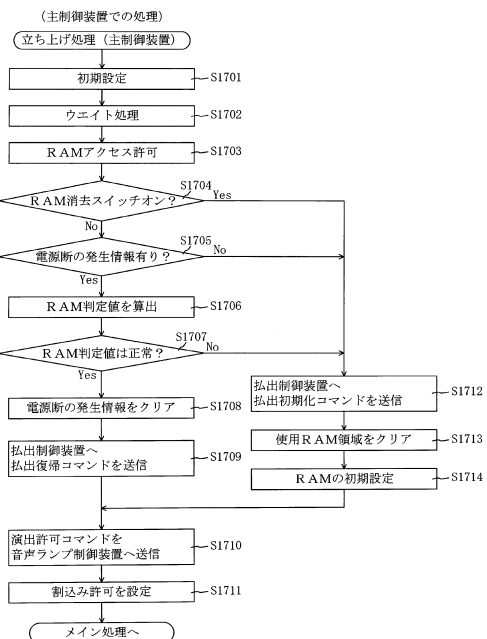 （主制御装置での処理）
立ち上げ処理（主制御装置）
初期設定
S1701
ウエイト処理
S1702
ＲＡＭアクセス許可
S1703
S1704
ＲＡＭ消去スイッチオン？
Yes
No
S1705
電源断の発生情報有り？
No
Yes
ＲＡＭ判定値を算出
S1706
S1707
ＲＡＭ判定値は正常？
No
Yes
払出制御装置へ
払出初期化コマンドを送信
S1712
電源断の発生情報をクリア
S1708
使用ＲＡＭ領域をクリア
S1713
払出制御装置へ
払出復帰コマンドを送信
S1709
ＲＡＭの初期設定
S1714
演出許可コマンドを
音声ランプ制御装置へ送信
S1710
割込み許可を設定
S1711
メイン処理へ